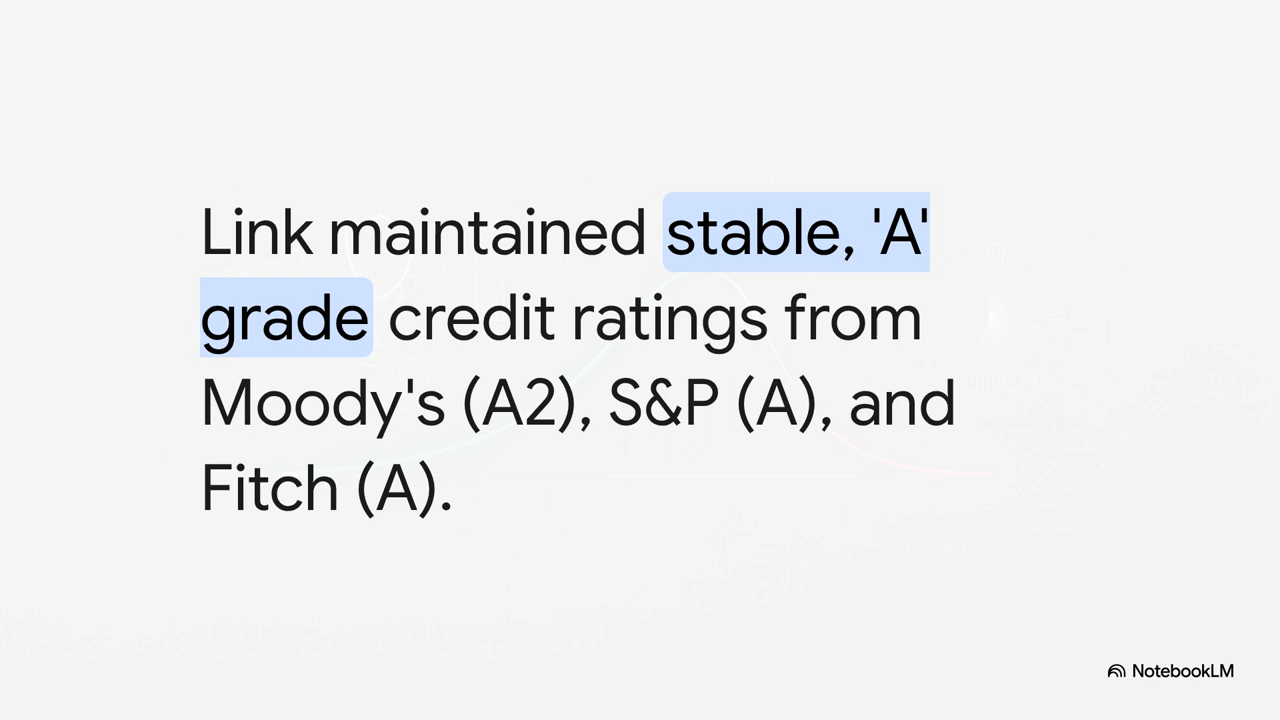 Link maintained stable, 'A'
grade credit ratings from
Moody's (A2), S&P (A), and
Fitch (A).
NotebookLM